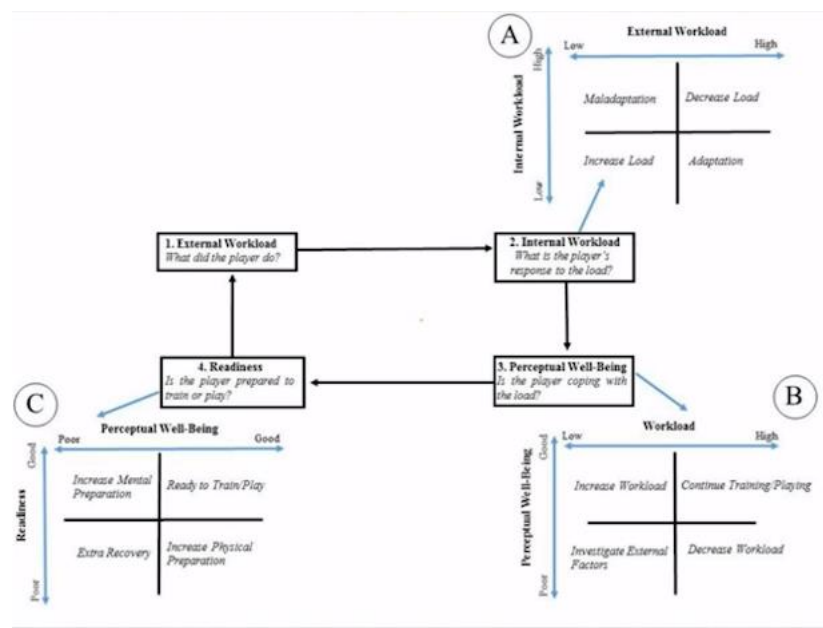 A
External Workload
Low
High
Internal Workload
High
Low
Maladaptation
Decrease Load
Increase Load
Adaptation
1. External Workload
What did the player do?
2. Internal Workload
What is the player's
response to the load?
4. Readiness
Is the player prepared to
train or play?
3. Perceptual Well-Being
Is the player coping with
the load?
C
Perceptual Well-Being
Poor
Good
Readiness
Good
Poor
Increase Mental
Preparation
Ready to Train/Play
Extra Recovery
Increase Physical
Preparation
B
Workload
Low
High
Perceptual Well-Being
Good
Poor
Increase Workload
Continue Training/Playing
Investigate External
Factors
Decrease Workload